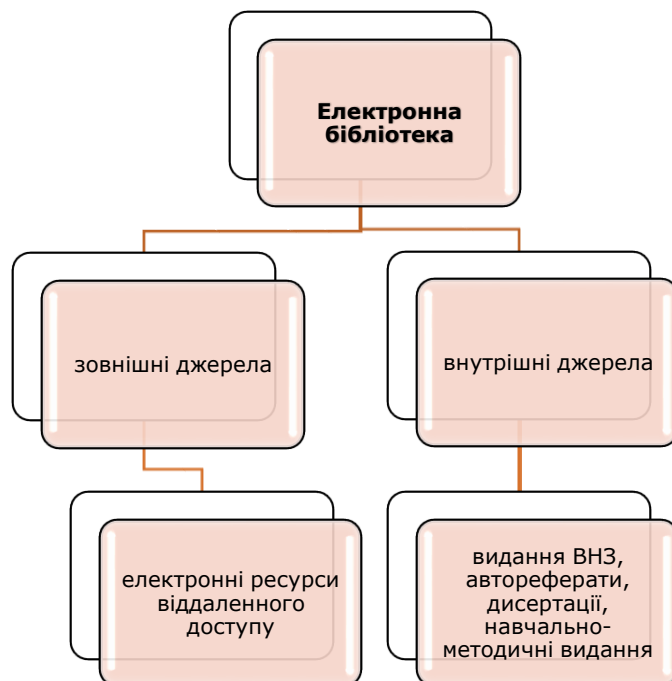 Електронна
бібліотека
зовнішні джерела
внутрішні джерела
електронні ресурси
віддаленного
доступу
видання ВНЗ,
автореферати,
дисертації,
навчально-
методичні видання